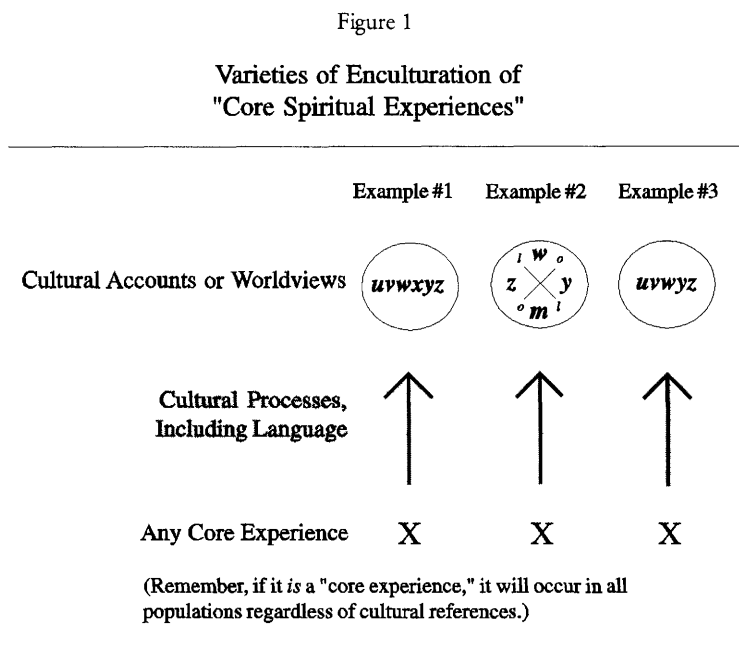 Figure 1
Varieties of Enculturation of
"Core Spiritual Experiences"
Example #1 Example #2 Example #3
Cultural Accounts or Worldviews
uvwxyz
l w o
z y
o m l
uvwyz
Cultural Processes,
Including Language
Any Core Experience X X X
(Remember, if it is a "core experience," it will occur in all
populations regardless of cultural references.)